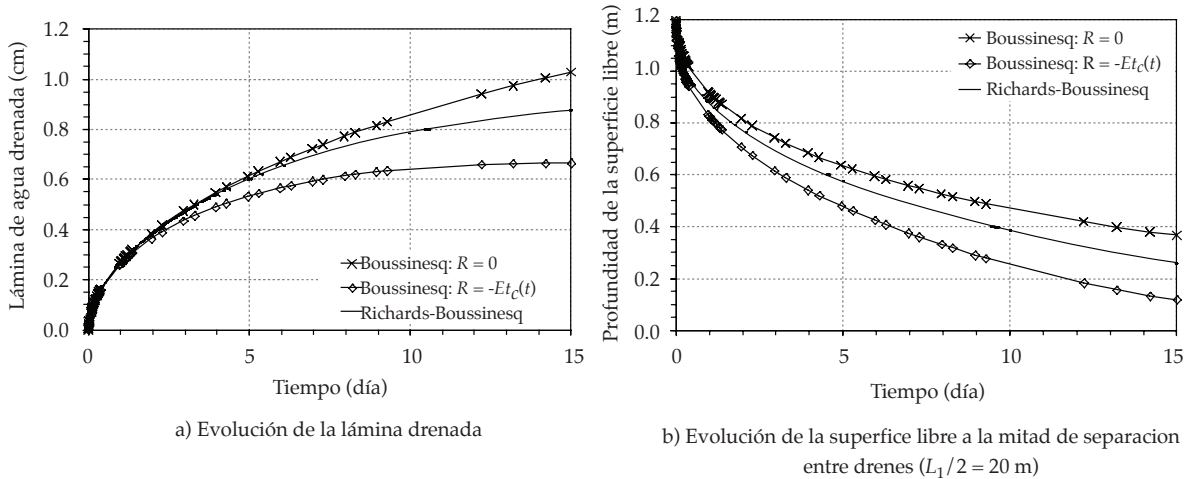 Lámina de agua drenada (cm)
1.2
1.0
0.8
0.6
0.4
0.2
0.0
Boussinesq: R = 0
Boussinesq: R = -Et_C(t)
Richards-Boussinesq
0
5
10
15
Tiempo (día)
a) Evolución de la lámina drenada
Profundidad de la superficie libre (m)
1.2
1.0
0.8
0.6
0.4
0.2
0.0
Boussinesq: R = 0
Boussinesq: R = -Et_C(t)
Richards-Boussinesq
0
5
10
15
Tiempo (día)
b) Evolución de la superfice libre a la mitad de separacion
entre drenes (L_1/2 = 20 m)